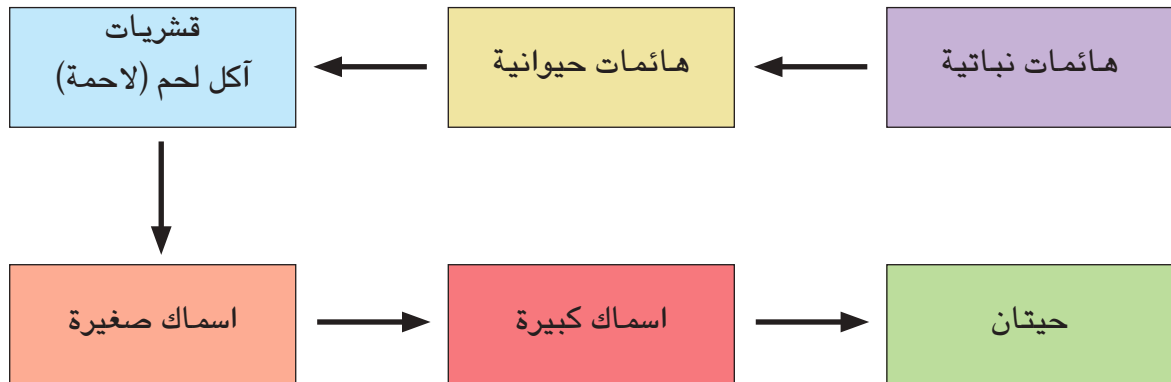 هائمات نباتية
هائمات حيوانية
قشريات
آكل لحم (لاحمة)
اسماك صغيرة
اسماك كبيرة
حيتان